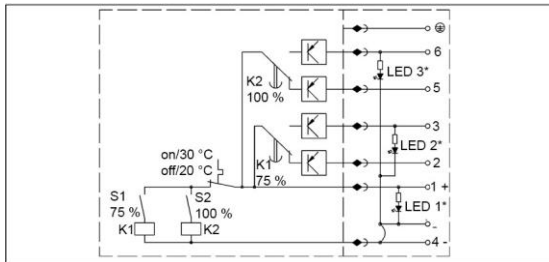 6
LED 3*
K2
100 %
5
3
LED 2*
on/30 °C
off/20 °C
K1
75 %
2
1 +
S1
75 %
S2
100 %
LED 1*
-
K1
K2
4 -